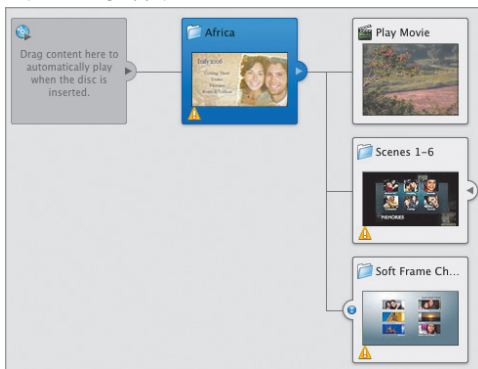 Drag content here to
automatically play
when the disc is
inserted.
Africa
Italy 2006
Play Movie
Scenes 1–6
MEMORIES
Soft Frame Ch...